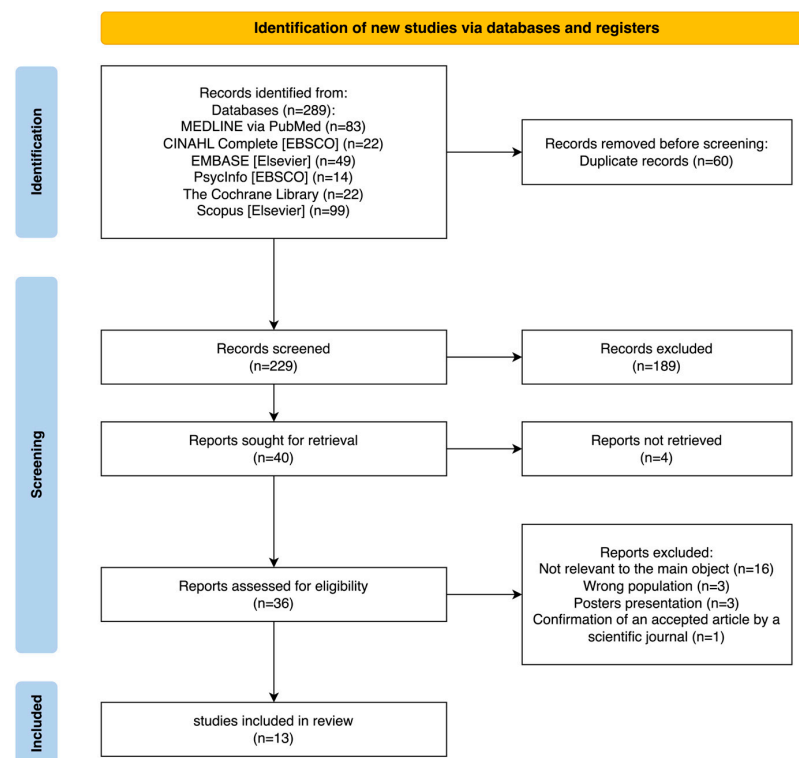 Identification of new studies via databases and registers
Identification
Records identified from:
Databases (n=289):
MEDLINE via PubMed (n=83)
CINAHL Complete [EBSCO] (n=22)
EMBASE [Elsevier] (n=49)
PsycInfo [EBSCO] (n=14)
The Cochrane Library (n=22)
Scopus [Elsevier] (n=99)
Records removed before screening:
Duplicate records (n=60)
Screening
Records screened
(n=229)
Records excluded
(n=189)
Reports sought for retrieval
(n=40)
Reports not retrieved
(n=4)
Reports assessed for eligibility
(n=36)
Reports excluded:
Not relevant to the main object (n=16)
Wrong population (n=3)
Posters presentation (n=3)
Confirmation of an accepted article by a
scientific journal (n=1)
Included
studies included in review
(n=13)